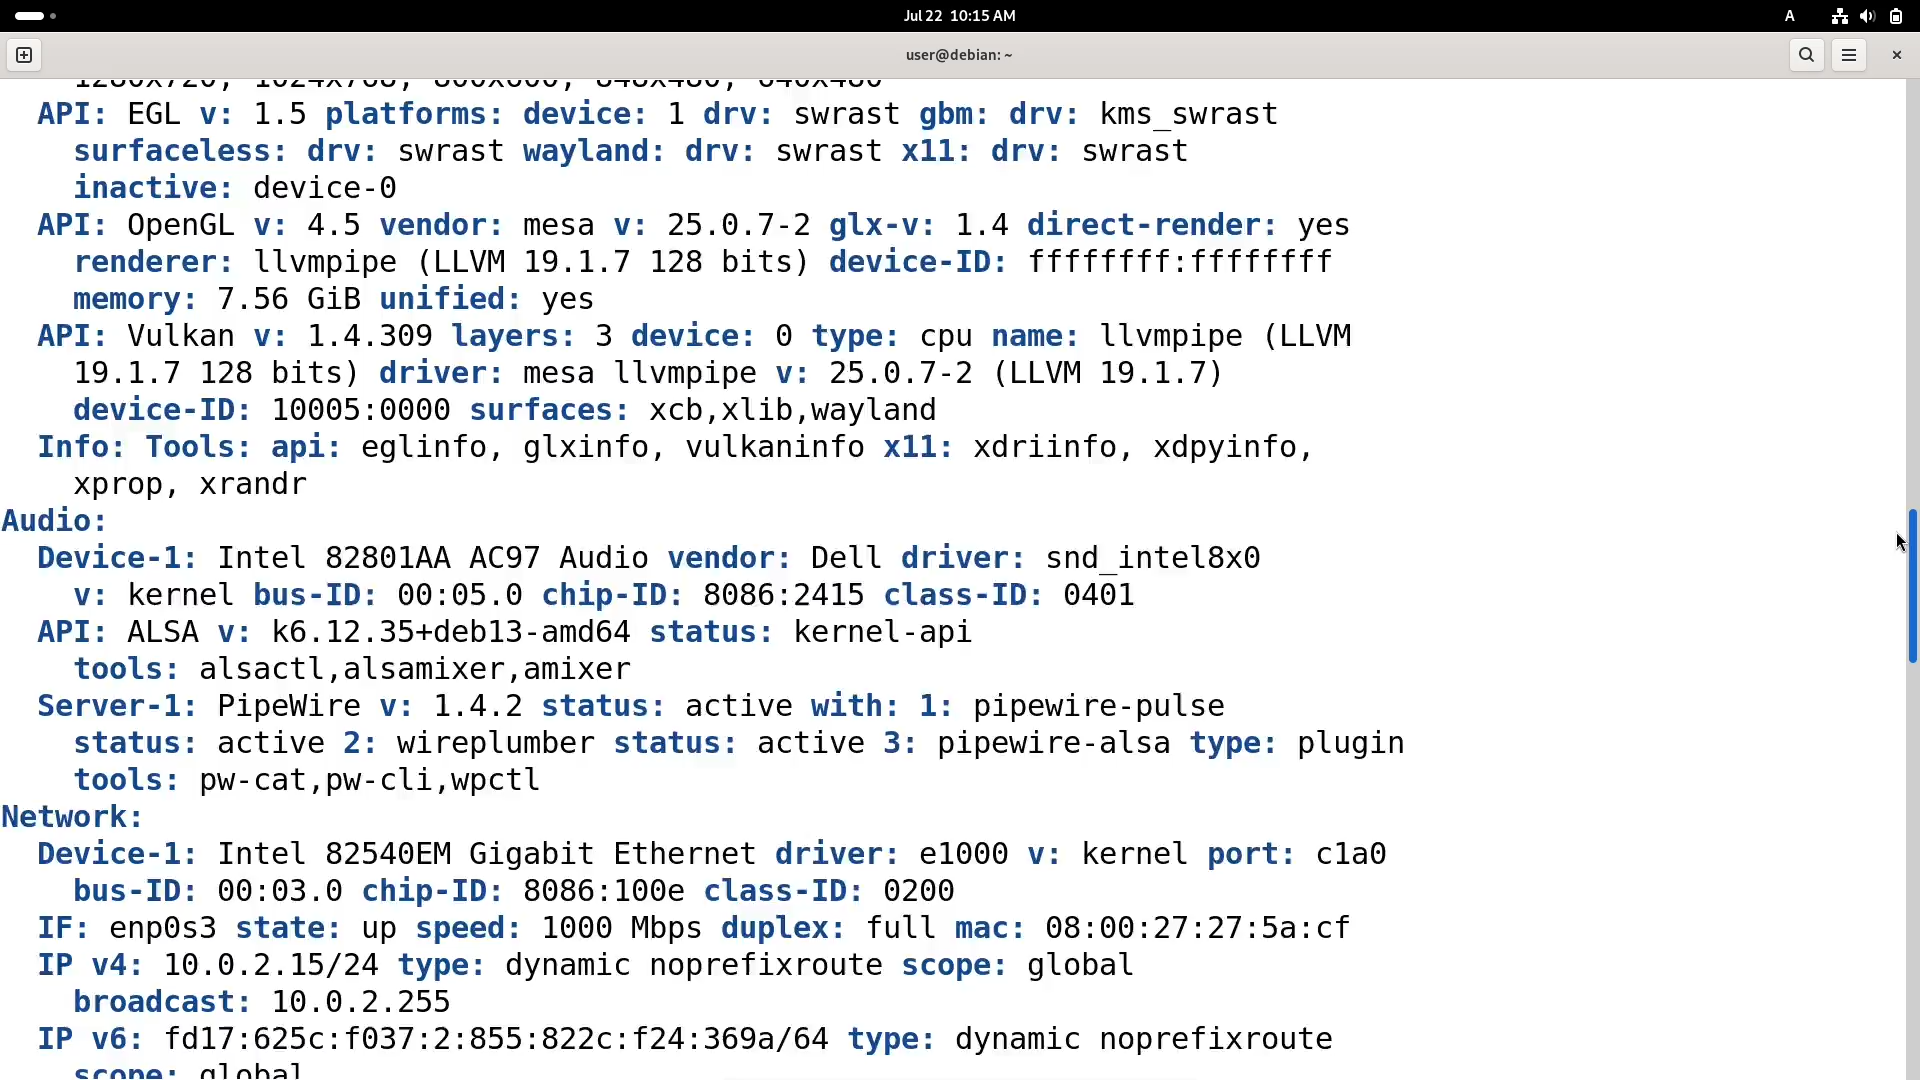 Jul 22 10:15 AM
A
user@debian: ~
1280x720, 1024x768, 800x600, 848x480, 640x480
API: EGL v: 1.5 platforms: device: 1 drv: swrast gbm: drv: kms_swrast
surfaceless: drv: swrast wayland: drv: swrast x11: drv: swrast
inactive: device-0
API: OpenGL v: 4.5 vendor: mesa v: 25.0.7-2 glx-v: 1.4 direct-render: yes
renderer: llvmpipe (LLVM 19.1.7 128 bits) device-ID: ffffffff:ffffffff
memory: 7.56 GiB unified: yes
API: Vulkan v: 1.4.309 layers: 3 device: 0 type: cpu name: llvmpipe (LLVM
19.1.7 128 bits) driver: mesa llvmpipe v: 25.0.7-2 (LLVM 19.1.7)
device-ID: 10005:0000 surfaces: xcb,xlib,wayland
Info: Tools: api: eglinfo, glxinfo, vulkaninfo x11: xdriinfo, xdpyinfo,
xprop, xrandr
Audio:
Device-1: Intel 82801AA AC97 Audio vendor: Dell driver: snd_intel8x0
v: kernel bus-ID: 00:05.0 chip-ID: 8086:2415 class-ID: 0401
API: ALSA v: k6.12.35+deb13-amd64 status: kernel-api
tools: alsactl,alsamixer,amixer
Server-1: PipeWire v: 1.4.2 status: active with: 1: pipewire-pulse
status: active 2: wireplumber status: active 3: pipewire-alsa type: plugin
tools: pw-cat,pw-cli,wpctl
Network:
Device-1: Intel 82540EM Gigabit Ethernet driver: e1000 v: kernel port: c1a0
bus-ID: 00:03.0 chip-ID: 8086:100e class-ID: 0200
IF: enp0s3 state: up speed: 1000 Mbps duplex: full mac: 08:00:27:27:5a:cf
IP v4: 10.0.2.15/24 type: dynamic noprefixroute scope: global
broadcast: 10.0.2.255
IP v6: fd17:625c:f037:2:855:822c:f24:369a/64 type: dynamic noprefixroute
scope: global